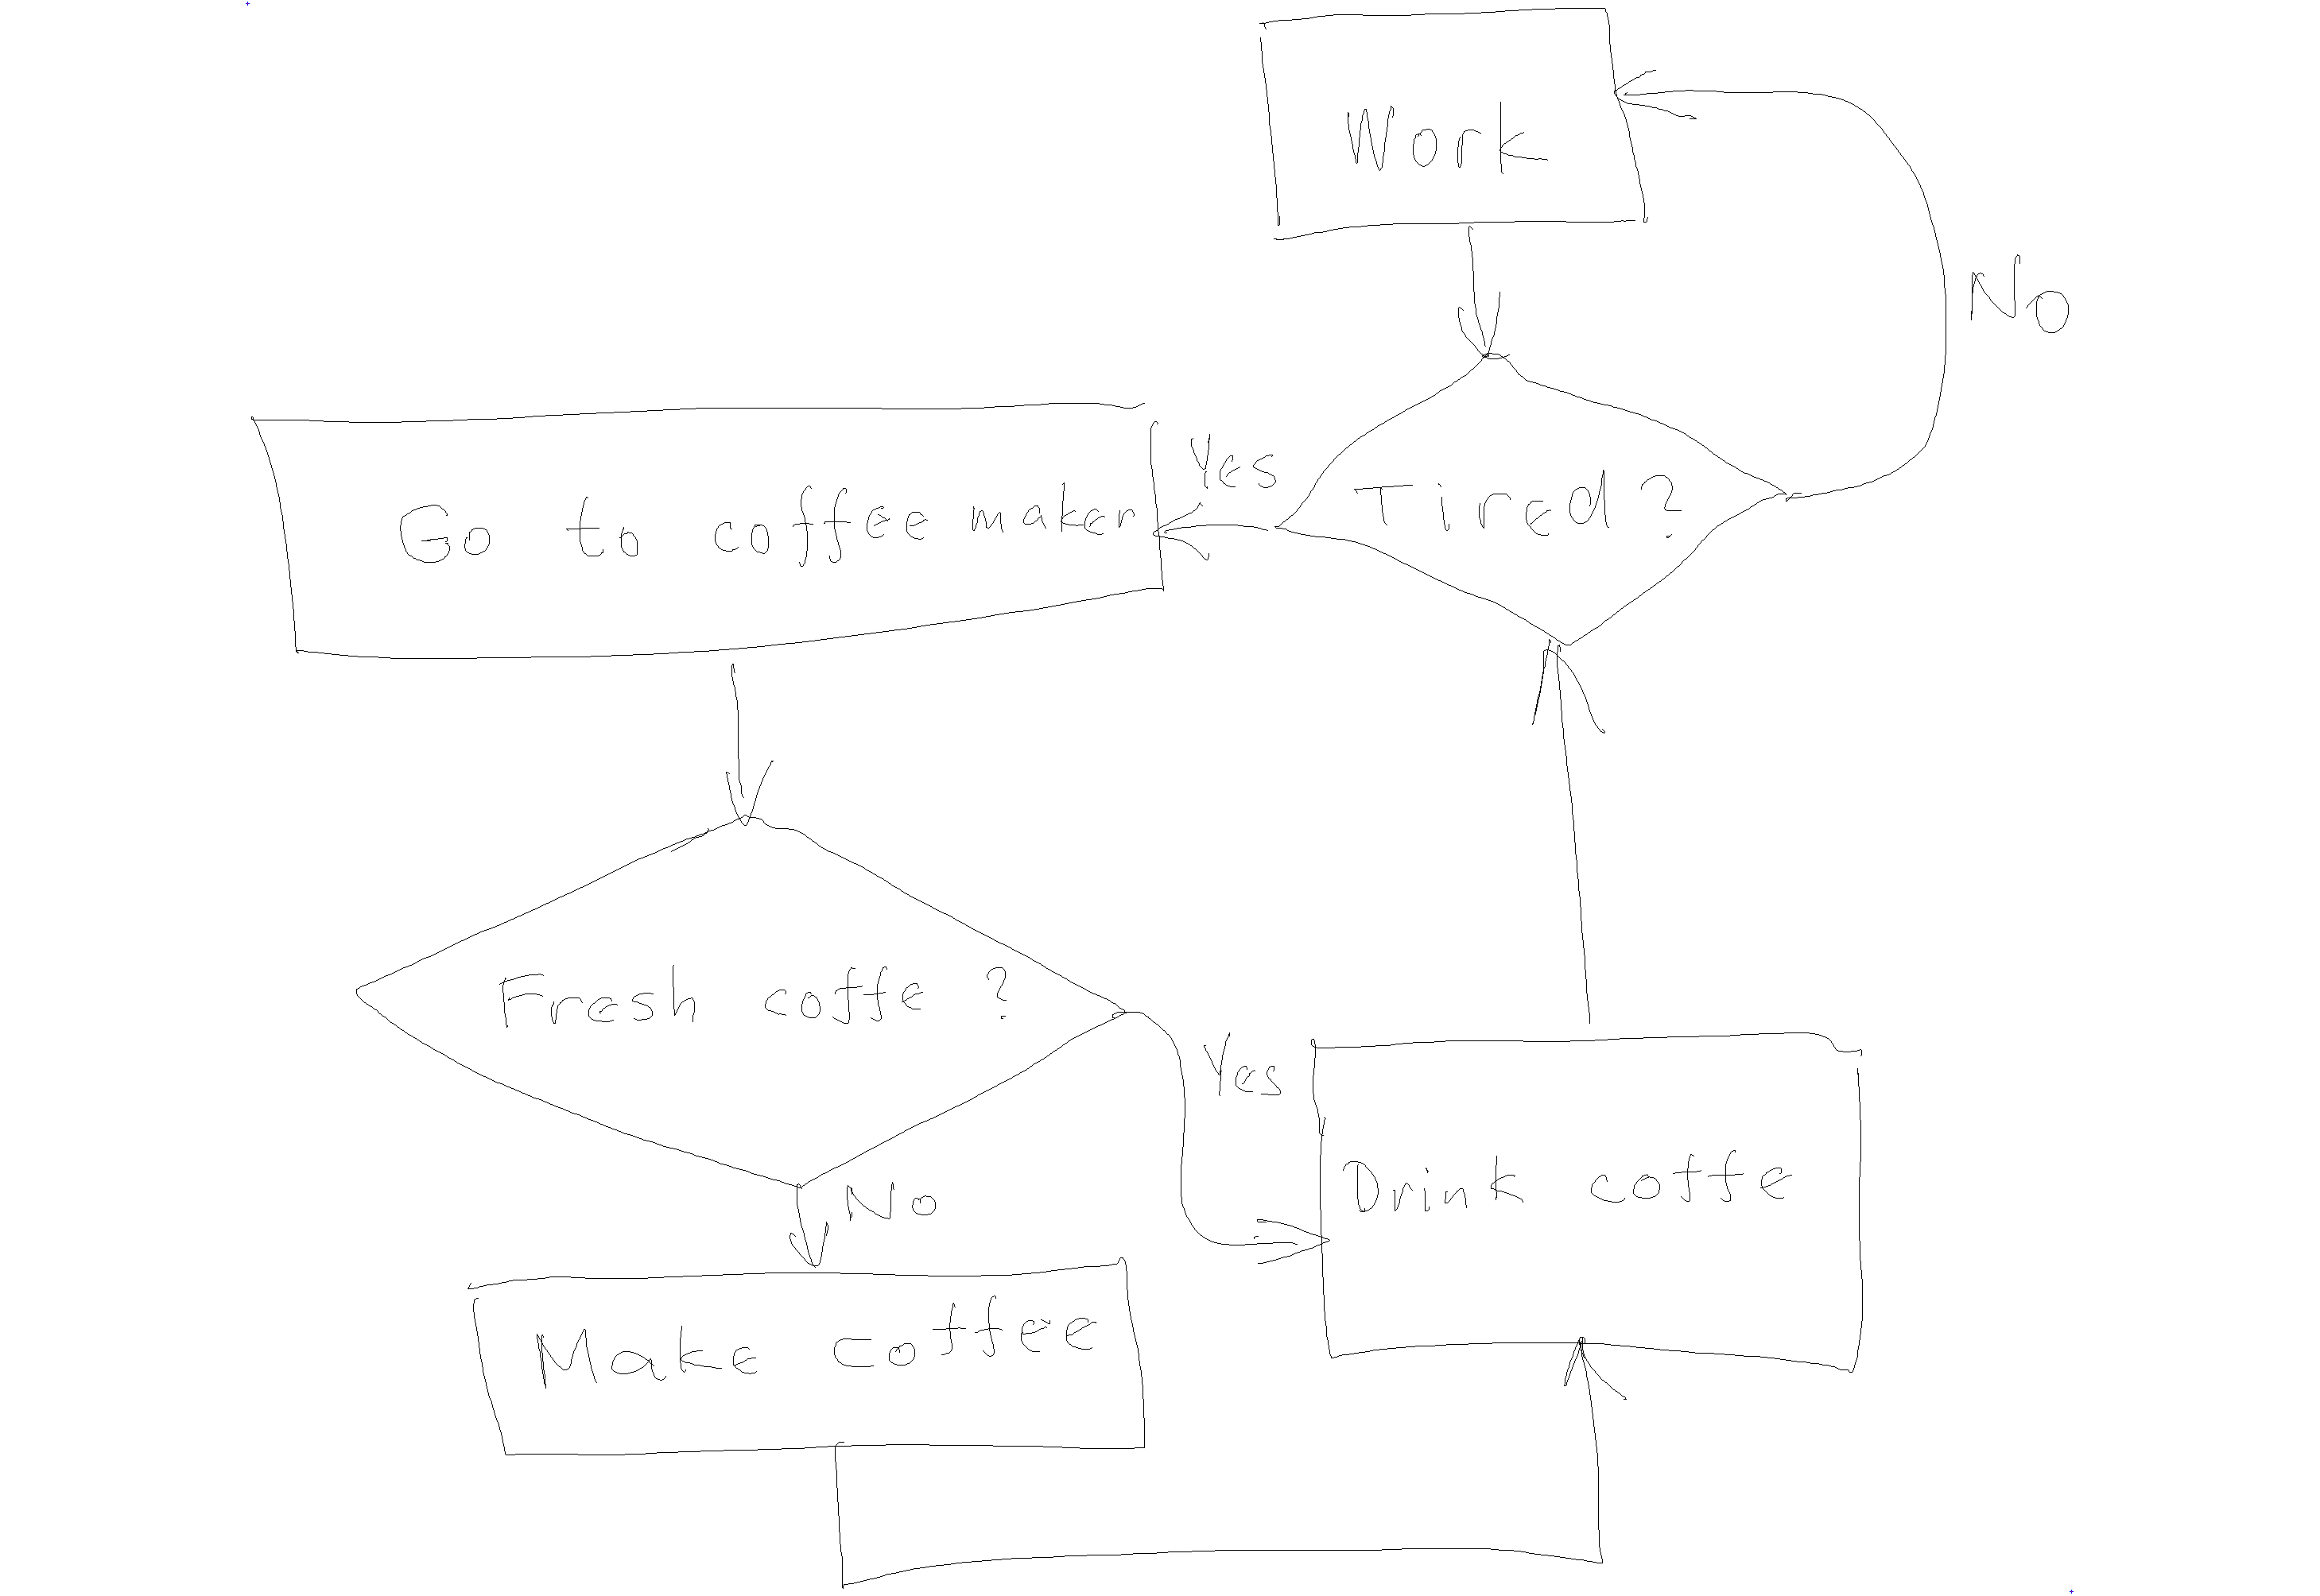 Work
No
Yes
Tired?
Go to coffee maker
Fresh coffe ?
Yes
Drink coffe
No
Make coffee